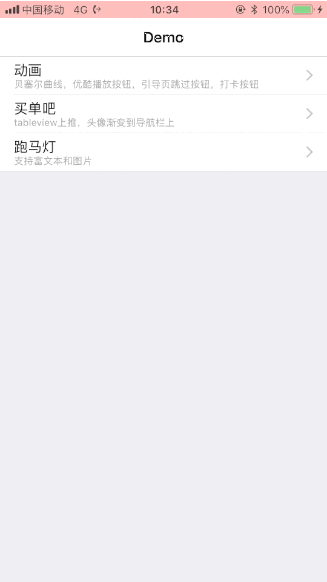 中国移动 4G 10:34 100%
Demo
动画
贝塞尔曲线，优酷播放按钮，引导页跳过按钮，打卡按钮
买单吧
tableview上推，头像渐变到导航栏上
跑马灯
支持富文本和图片